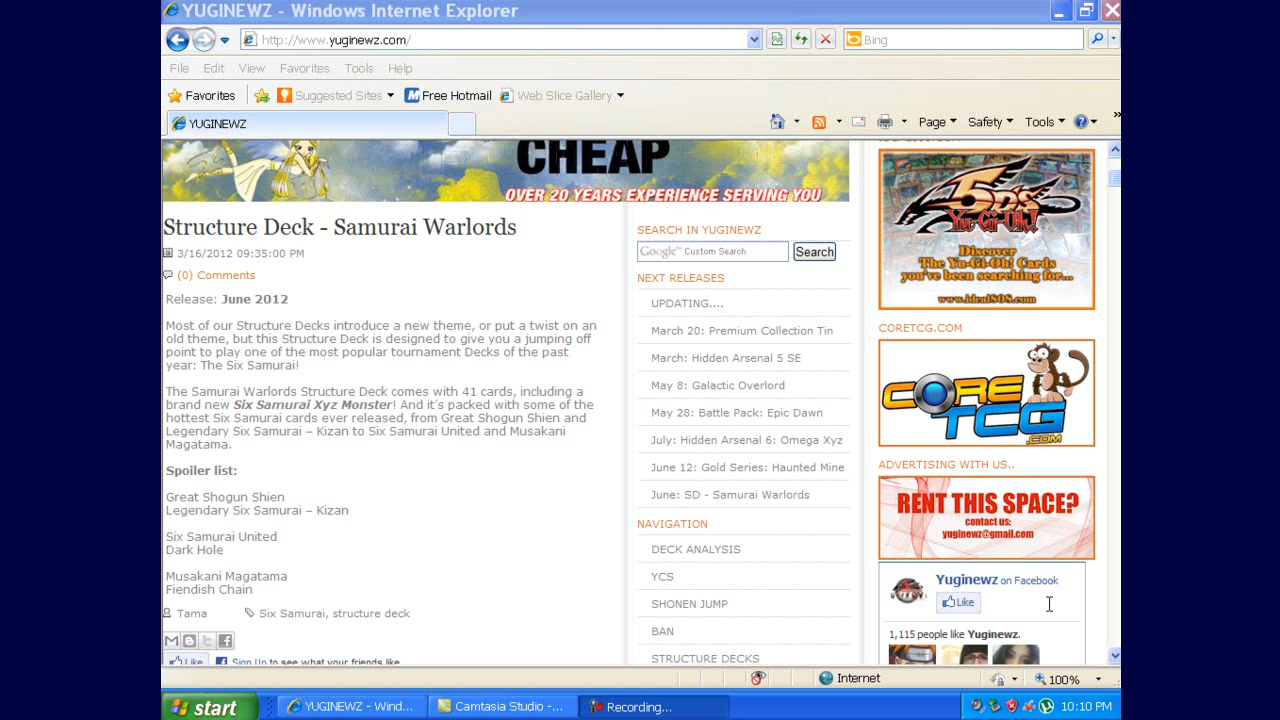 YUGINEWZ - Windows Internet Explorer
http://www.yuginewz.com/
Bing
File Edit View Favorites Tools Help
Favorites Suggested Sites Free Hotmail Web Slice Gallery
YUGINEWZ
Page Safety Tools
CHEAP
OVER 20 YEARS EXPERIENCE SERVING YOU
Structure Deck - Samurai Warlords
3/16/2012 09:35:00 PM
(0) Comments
Release: June 2012
Most of our Structure Decks introduce a new theme, or put a twist on an
old theme, but this Structure Deck is designed to give you a jumping off
point to play one of the most popular tournament Decks of the past
year: The Six Samurai!
The Samurai Warlords Structure Deck comes with 41 cards, including a
brand new Six Samurai Xyz Monster! And it's packed with some of the
hottest Six Samurai cards ever released, from Great Shogun Shien and
Legendary Six Samurai – Kizan to Six Samurai United and Musakani
Magatama.
Spoiler list:
Great Shogun Shien
Legendary Six Samurai – Kizan
Six Samurai United
Dark Hole
Musakani Magatama
Fiendish Chain
Tama Six Samurai, structure deck
Like Sign Up to see what your friends like.
SEARCH IN YUGINEWZ
Google™ Custom Search Search
NEXT RELEASES
UPDATING....
March 20: Premium Collection Tin
March: Hidden Arsenal 5 SE
May 8: Galactic Overlord
May 28: Battle Pack: Epic Dawn
July: Hidden Arsenal 6: Omega Xyz
June 12: Gold Series: Haunted Mine
June: SD - Samurai Warlords
NAVIGATION
DECK ANALYSIS
YCS
SHONEN JUMP
BAN
STRUCTURE DECKS
5D's
Yu-Gi-Oh!
Discover
The Yu-Gi-Oh! Cards
you've been searching for...
www.ideal808.com
CORETCG.COM
CORE
TCG
.COM
ADVERTISING WITH US..
RENT THIS SPACE?
contact us:
yuginewz@gmail.com
Yuginewz on Facebook
Like
1,115 people like Yuginewz.
Internet 100%
start YUGINEWZ - Wind... Camtasia Studio -... Recording... 10:10 PM